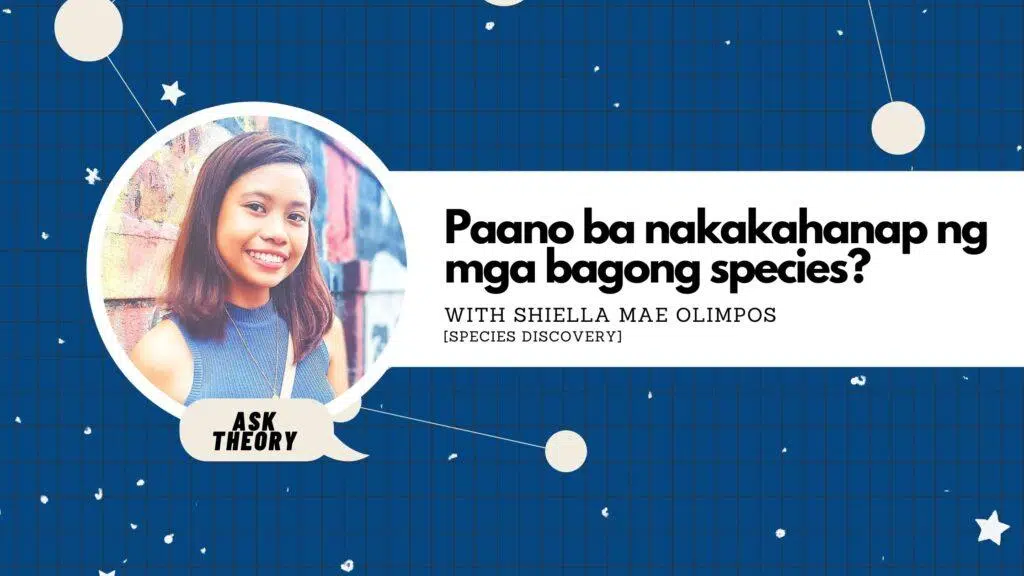 Paano ba nakakahanap ng
mga bagong species?
WITH SHIELLA MAE OLIMPOS
[SPECIES DISCOVERY]
ASK
THEORY